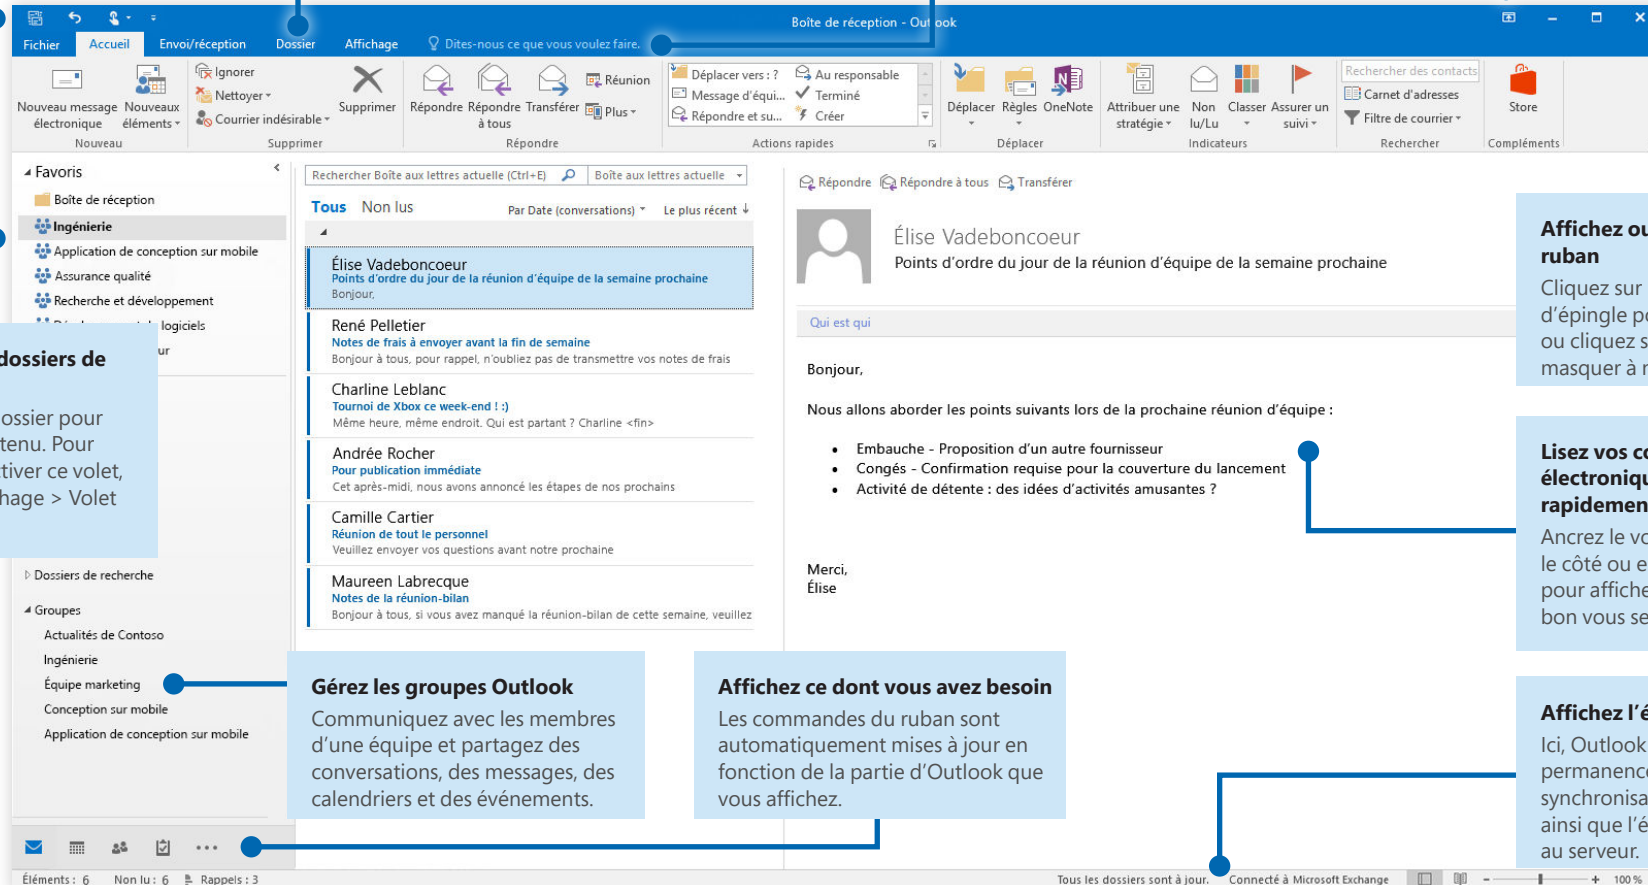 Boîte de réception - Outlook
Fichier Accueil Envoi/réception Dossier Affichage Dites-nous ce que vous voulez faire.
Nouveau message électronique
Nouveaux éléments
Nouveau
Ignorer
Nettoyer
Courrier indésirable
Supprimer
Supprimer
Répondre
Répondre à tous
Transférer
Réunion
Plus
Répondre
Déplacer vers : ?
Message d'équi...
Répondre et su...
Au responsable
Terminé
Créer
Actions rapides
Déplacer
Règles
OneNote
Déplacer
Attribuer une stratégie
Non lu/Lu
Classer
Assurer un suivi
Indicateurs
Rechercher des contacts
Carnet d'adresses
Filtre de courrier
Rechercher
Store
Compléments
Favoris
Boîte de réception
Ingénierie
Application de conception sur mobile
Assurance qualité
Recherche et développement
logiciels
ur
dossiers de
ossier pour
tenu. Pour
ctiver ce volet,
hage > Volet
Dossiers de recherche
Groupes
Actualités de Contoso
Ingénierie
Équipe marketing
Conception sur mobile
Application de conception sur mobile
Rechercher Boîte aux lettres actuelle (Ctrl+E) Boîte aux lettres actuelle
Tous Non lus Par Date (conversations) Le plus récent ↓
Élise Vadeboncoeur
Points d'ordre du jour de la réunion d'équipe de la semaine prochaine
Bonjour,
René Pelletier
Notes de frais à envoyer avant la fin de semaine
Bonjour à tous, pour rappel, n'oubliez pas de transmettre vos notes de frais
Charline Leblanc
Tournoi de Xbox ce week-end ! :)
Même heure, même endroit. Qui est partant ? Charline <fin>
Andrée Rocher
Pour publication immédiate
Cet après-midi, nous avons annoncé les étapes de nos prochains
Camille Cartier
Réunion de tout le personnel
Veuillez envoyer vos questions avant notre prochaine
Maureen Labrecque
Notes de la réunion-bilan
Bonjour à tous, si vous avez manqué la réunion-bilan de cette semaine, veuillez
Répondre Répondre à tous Transférer
Élise Vadeboncoeur
Points d'ordre du jour de la réunion d'équipe de la semaine prochaine
Qui est qui
Bonjour,
Nous allons aborder les points suivants lors de la prochaine réunion d'équipe :
• Embauche - Proposition d'un autre fournisseur
• Congés - Confirmation requise pour la couverture du lancement
• Activité de détente : des idées d'activités amusantes ?
Merci,
Élise
Gérez les groupes Outlook
Communiquez avec les membres
d'une équipe et partagez des
conversations, des messages, des
calendriers et des événements.
Affichez ce dont vous avez besoin
Les commandes du ruban sont
automatiquement mises à jour en
fonction de la partie d'Outlook que
vous affichez.
Affichez ou
ruban
Cliquez sur
d'épingle po
ou cliquez s
masquer à n
Lisez vos co
électroniqu
rapidemen
Ancrez le vo
le côté ou e
pour affiche
bon vous se
Affichez l'é
Ici, Outlook
permanence
synchronisa
ainsi que l'é
au serveur.
Éléments : 6 Non lu : 6 Rappels : 3
Tous les dossiers sont à jour. Connecté à Microsoft Exchange 100 %